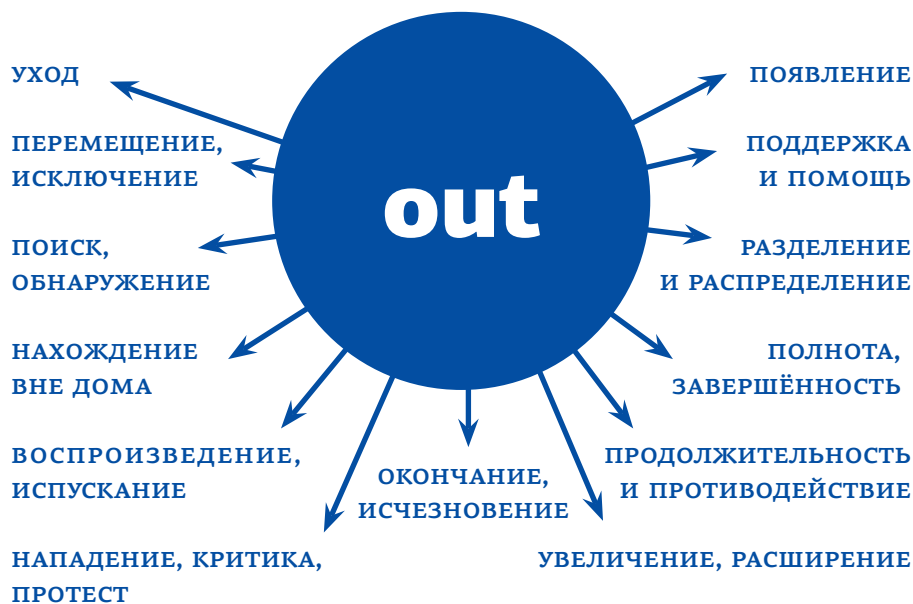 out
УХОД
ПЕРЕМЕЩЕНИЕ,
ИСКЛЮЧЕНИЕ
ПОИСК,
ОБНАРУЖЕНИЕ
НАХОЖДЕНИЕ
ВНЕ ДОМА
ВОСПРОИЗВЕДЕНИЕ,
ИСПУСКАНИЕ
НАПАДЕНИЕ, КРИТИКА,
ПРОТЕСТ
ОКОНЧАНИЕ,
ИСЧЕЗНОВЕНИЕ
ПОЯВЛЕНИЕ
ПОДДЕРЖКА
И ПОМОЩЬ
РАЗДЕЛЕНИЕ
И РАСПРЕДЕЛЕНИЕ
ПОЛНОТА,
ЗАВЕРШЁННОСТЬ
ПРОДОЛЖИТЕЛЬНОСТЬ
И ПРОТИВОДЕЙСТВИЕ
УВЕЛИЧЕНИЕ, РАСШИРЕНИЕ